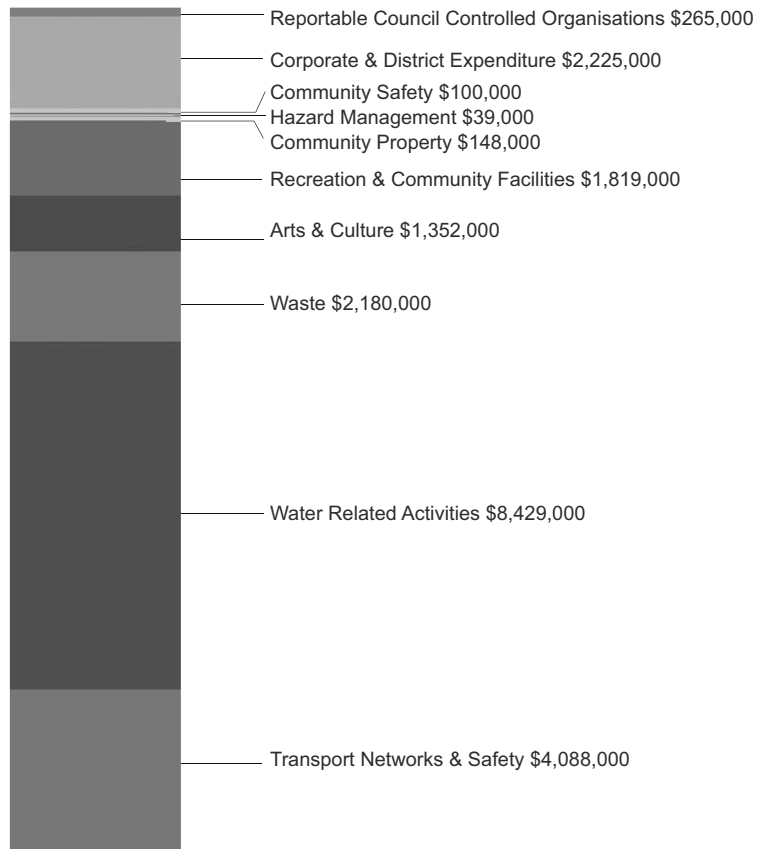 Reportable Council Controlled Organisations $265,000
Corporate & District Expenditure $2,225,000
Community Safety $100,000
Hazard Management $39,000
Community Property $148,000
Recreation & Community Facilities $1,819,000
Arts & Culture $1,352,000
Waste $2,180,000
Water Related Activities $8,429,000
Transport Networks & Safety $4,088,000